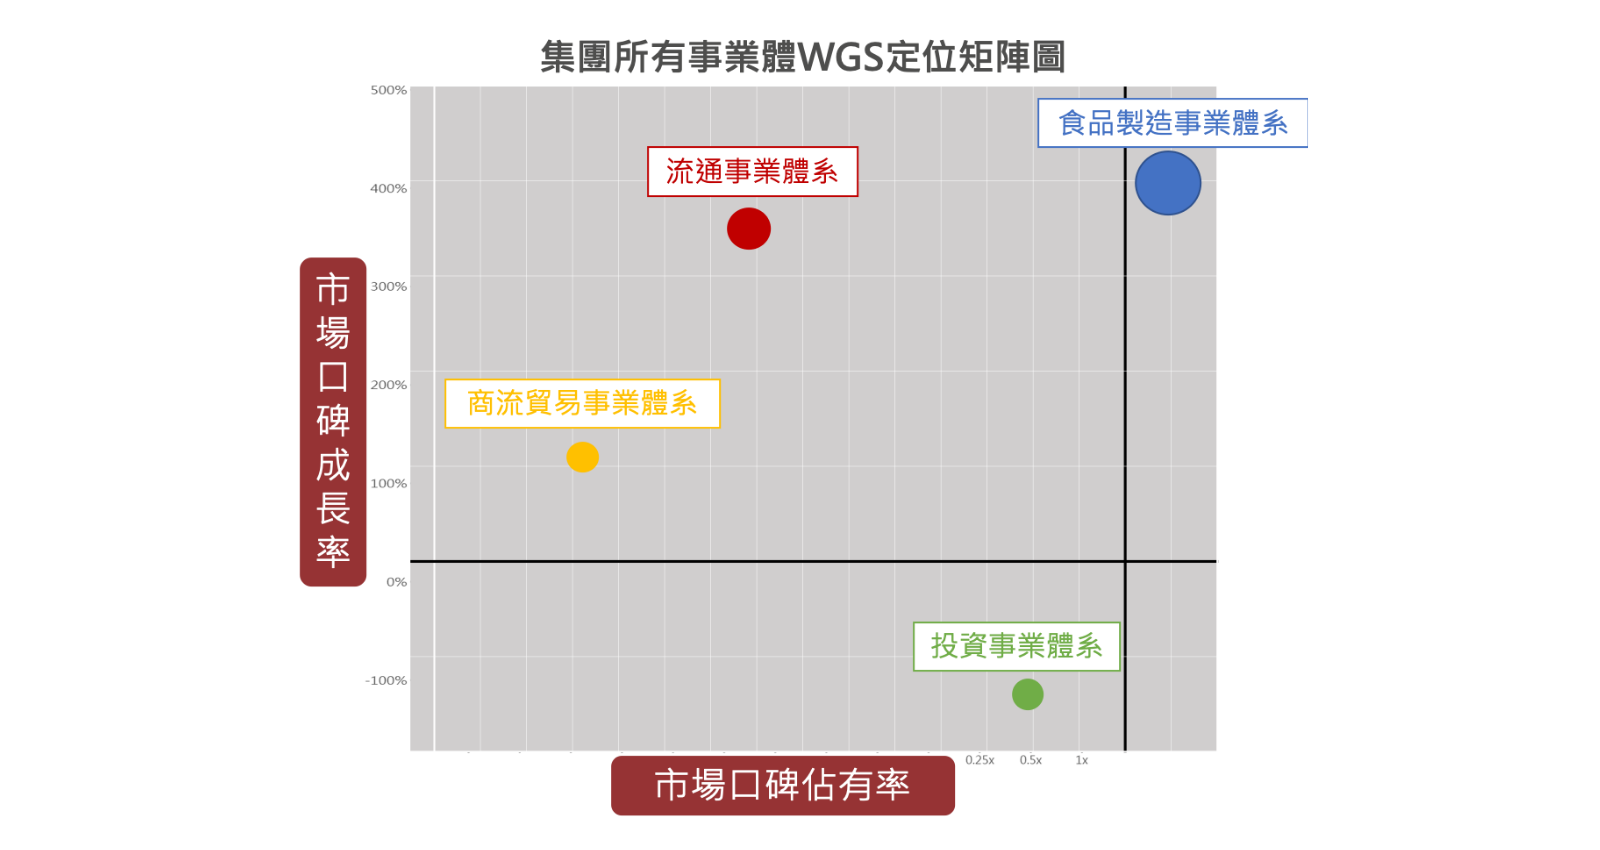 集團所有事業體WGS定位矩陣圖
500%
食品製造事業體系
流通事業體系
400%
市場口碑成長率
300%
200%
商流貿易事業體系
100%
0%
投資事業體系
-100%
0.25x 0.5x 1x
市場口碑佔有率